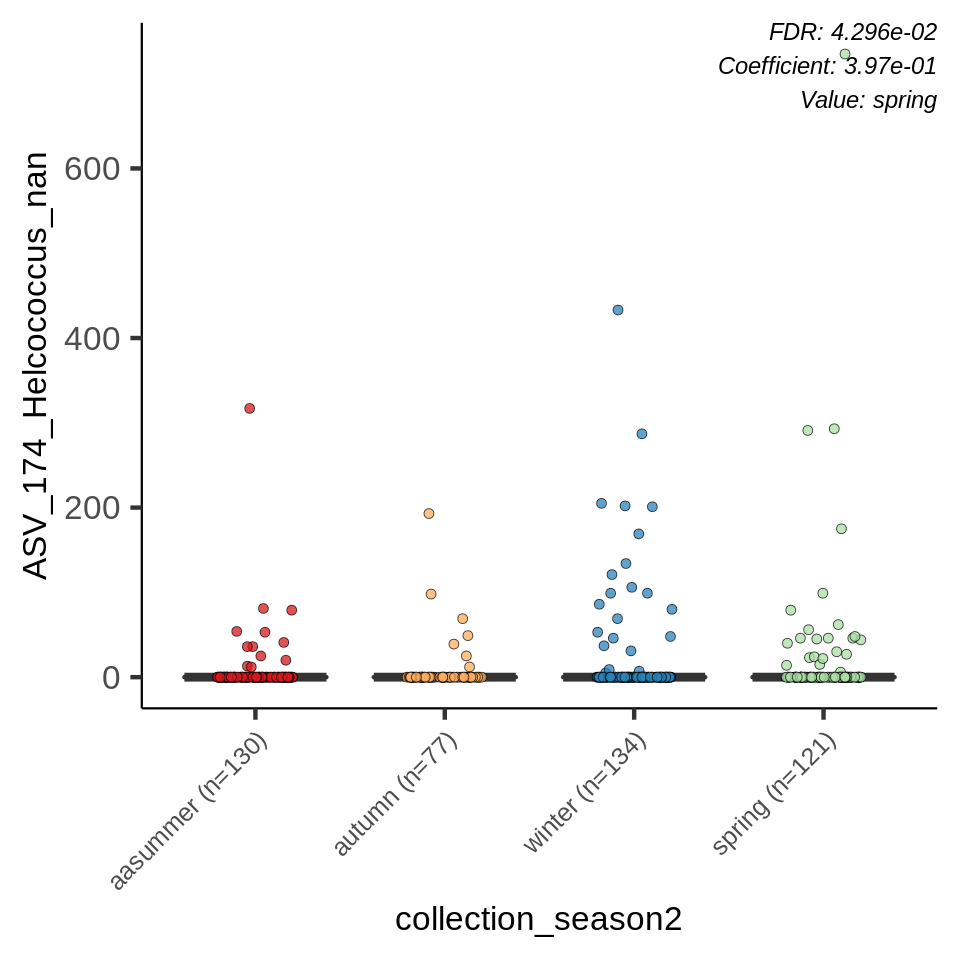 FDR: 4.296e-02
Coefficient: 3.97e-01
Value: spring
ASV_174_Helcococcus_nan
600
400
200
0
aasummer (n=130)
autumn (n=77)
winter (n=134)
spring (n=121)
collection_season2